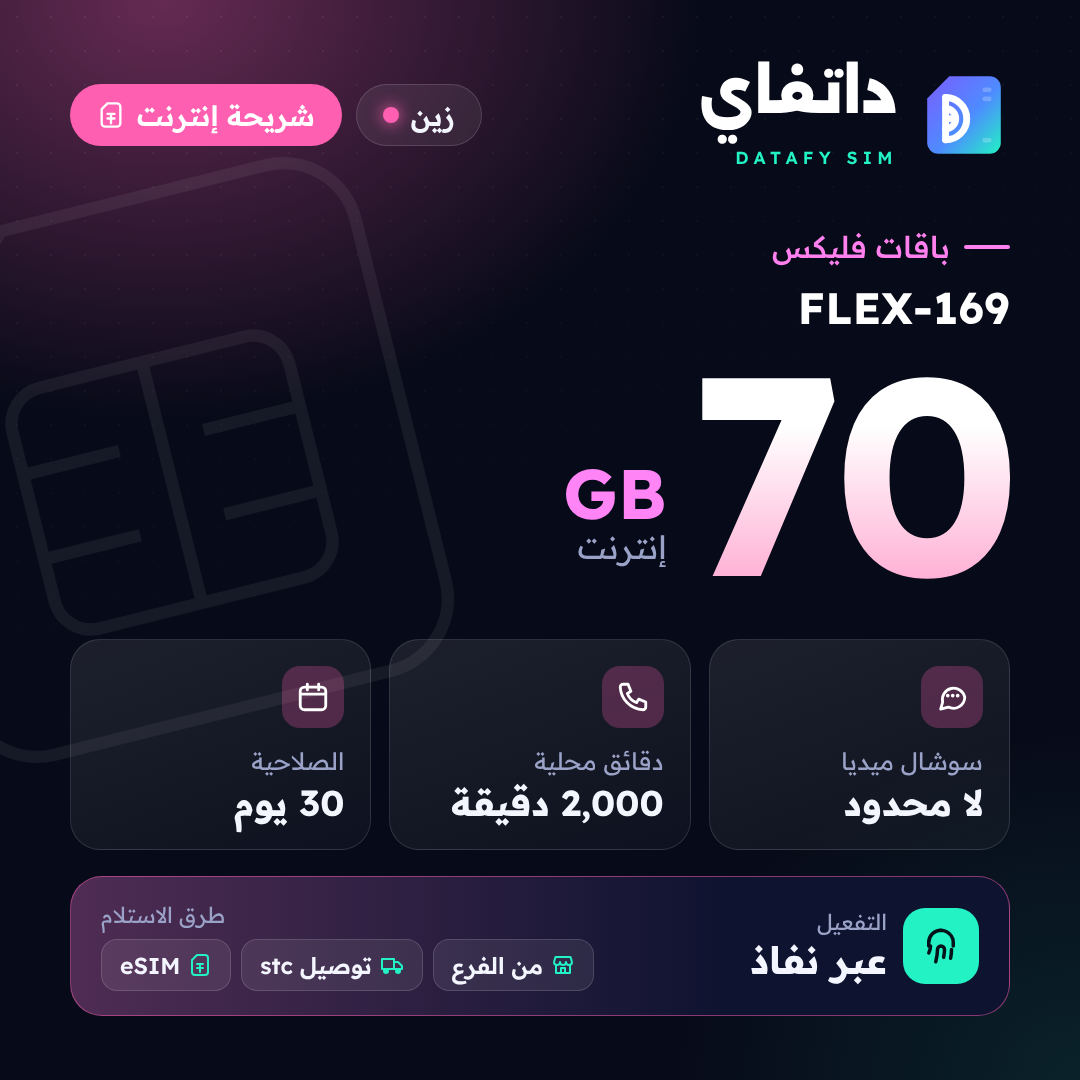 داتفاي
DATAFY SIM
زين
شريحة إنترنت
باقات فليكس
FLEX-169
70
GB
إنترنت
سوشال ميديا
لا محدود
دقائق محلية
2,000 دقيقة
الصلاحية
30 يوم
التفعيل
عبر نفاذ
طرق الاستلام
من الفرع
توصيل stc
eSIM